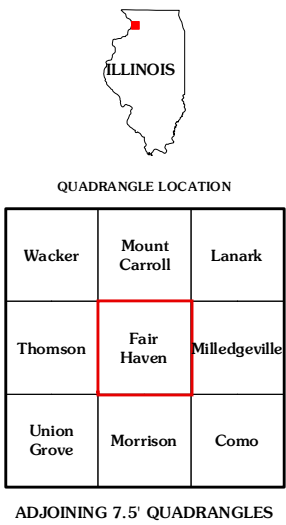 ILLINOIS
QUADRANGLE LOCATION
Wacker
Mount
Carroll
Lanark
Thomson
Fair
Haven
Milledgeville
Union
Grove
Morrison
Como
ADJOINING 7.5' QUADRANGLES